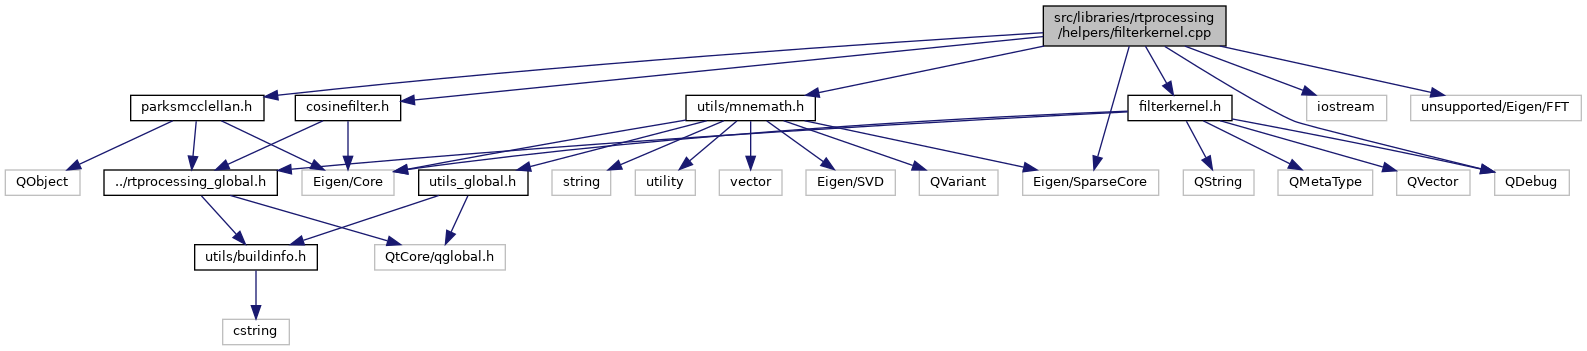 src/libraries/rtprocessing
/helpers/filterkernel.cpp
parksmcclellan.h
cosinefilter.h
utils/mnemath.h
filterkernel.h
iostream
unsupported/Eigen/FFT
QObject
../rtprocessing_global.h
Eigen/Core
utils_global.h
string
utility
vector
Eigen/SVD
QVariant
Eigen/SparseCore
QString
QMetaType
QVector
QDebug
utils/buildinfo.h
QtCore/qglobal.h
cstring